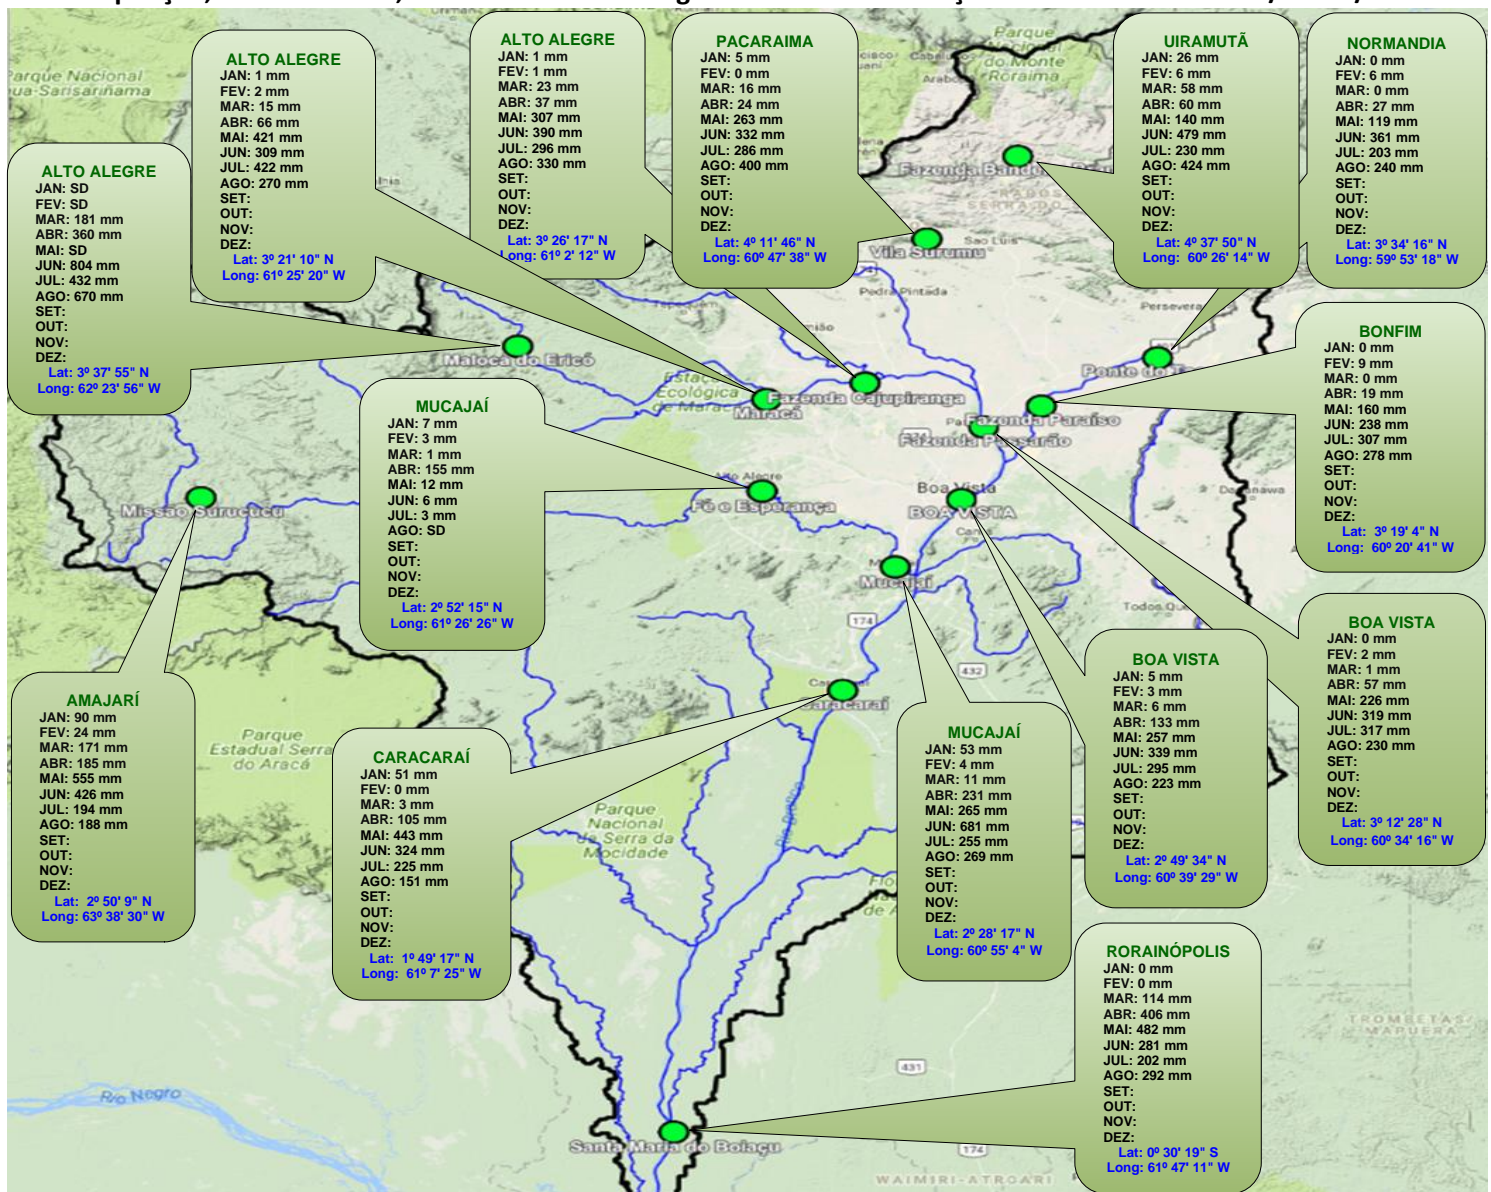 ALTO ALEGRE
JAN: SD
FEV: SD
MAR: 181 mm
ABR: 360 mm
MAI: SD
JUN: 804 mm
JUL: 432 mm
AGO: 670 mm
SET:
OUT:
NOV:
DEZ:
Lat: 3º 37' 55" N
Long: 62º 23' 56" W
ALTO ALEGRE
JAN: 1 mm
FEV: 2 mm
MAR: 15 mm
ABR: 66 mm
MAI: 421 mm
JUN: 309 mm
JUL: 422 mm
AGO: 270 mm
SET:
OUT:
NOV:
DEZ:
Lat: 3º 21' 10" N
Long: 61º 25' 20" W
ALTO ALEGRE
JAN: 1 mm
FEV: 1 mm
MAR: 23 mm
ABR: 37 mm
MAI: 307 mm
JUN: 390 mm
JUL: 296 mm
AGO: 330 mm
SET:
OUT:
NOV:
DEZ:
Lat: 3º 26' 17" N
Long: 61º 2' 12" W
PACARAIMA
JAN: 5 mm
FEV: 0 mm
MAR: 16 mm
ABR: 24 mm
MAI: 263 mm
JUN: 332 mm
JUL: 286 mm
AGO: 400 mm
SET:
OUT:
NOV:
DEZ:
Lat: 4º 11' 46" N
Long: 60º 47' 38" W
UIRAMUTÃ
JAN: 26 mm
FEV: 6 mm
MAR: 58 mm
ABR: 60 mm
MAI: 140 mm
JUN: 479 mm
JUL: 230 mm
AGO: 424 mm
SET:
OUT:
NOV:
DEZ:
Lat: 4º 37' 50" N
Long: 60º 26' 14" W
NORMANDIA
JAN: 0 mm
FEV: 6 mm
MAR: 0 mm
ABR: 27 mm
MAI: 119 mm
JUN: 361 mm
JUL: 203 mm
AGO: 240 mm
SET:
OUT:
NOV:
DEZ:
Lat: 3º 34' 16" N
Long: 59º 53' 18" W
BONFIM
JAN: 0 mm
FEV: 9 mm
MAR: 0 mm
ABR: 19 mm
MAI: 160 mm
JUN: 238 mm
JUL: 307 mm
AGO: 278 mm
SET:
OUT:
NOV:
DEZ:
Lat: 3º 19' 4" N
Long: 60º 20' 41" W
MUCAJAÍ
JAN: 7 mm
FEV: 3 mm
MAR: 1 mm
ABR: 155 mm
MAI: 12 mm
JUN: 6 mm
JUL: 3 mm
AGO: SD
SET:
OUT:
NOV:
DEZ:
Lat: 2º 52' 15" N
Long: 61º 26' 26" W
BOA VISTA
JAN: 0 mm
FEV: 2 mm
MAR: 1 mm
ABR: 57 mm
MAI: 226 mm
JUN: 319 mm
JUL: 317 mm
AGO: 230 mm
SET:
OUT:
NOV:
DEZ:
Lat: 3º 12' 28" N
Long: 60º 34' 16" W
BOA VISTA
JAN: 5 mm
FEV: 3 mm
MAR: 6 mm
ABR: 133 mm
MAI: 257 mm
JUN: 339 mm
JUL: 295 mm
AGO: 223 mm
SET:
OUT:
NOV:
DEZ:
Lat: 2º 49' 34" N
Long: 60º 39' 29" W
AMAJARÍ
JAN: 90 mm
FEV: 24 mm
MAR: 171 mm
ABR: 185 mm
MAI: 555 mm
JUN: 426 mm
JUL: 194 mm
AGO: 188 mm
SET:
OUT:
NOV:
DEZ:
Lat: 2º 50' 9" N
Long: 63º 38' 30" W
CARACARAÍ
JAN: 51 mm
FEV: 0 mm
MAR: 3 mm
ABR: 105 mm
MAI: 443 mm
JUN: 324 mm
JUL: 225 mm
AGO: 151 mm
SET:
OUT:
NOV:
DEZ:
Lat: 1º 49' 17" N
Long: 61º 7' 25" W
MUCAJAÍ
JAN: 53 mm
FEV: 4 mm
MAR: 11 mm
ABR: 231 mm
MAI: 265 mm
JUN: 681 mm
JUL: 255 mm
AGO: 269 mm
SET:
OUT:
NOV:
DEZ:
Lat: 2º 28' 17" N
Long: 60º 55' 4" W
RORAINÓPOLIS
JAN: 0 mm
FEV: 0 mm
MAR: 114 mm
ABR: 406 mm
MAI: 482 mm
JUN: 281 mm
JUL: 202 mm
AGO: 292 mm
SET:
OUT:
NOV:
DEZ:
Lat: 0º 30' 19" S
Long: 61º 47' 11" W
Parque
Nacional
do Monte
Roraima
Vila Surumu
Sao Luis
Pedra Pintada
Maloca do Ericó
Ecológica
Maracá
Fazenda Cajupiranga
Fazenda Paraíso
Fazenda Passarão
Ponte do
Missão Surucucu
Alto Alegre
Fé e Esperança
Boa Vista
BOA VISTA
Mucajaí
174
432
Caracaraí
Parque
Estadual Serra
do Aracá
Parque
Nacional
da Serra da
Mocidade
Rio Branco
Rio Negro
431
174
Santa Maria do Boiaçu
TROMBETAS/
MAPUERA
WAIMIRI-ATROARI